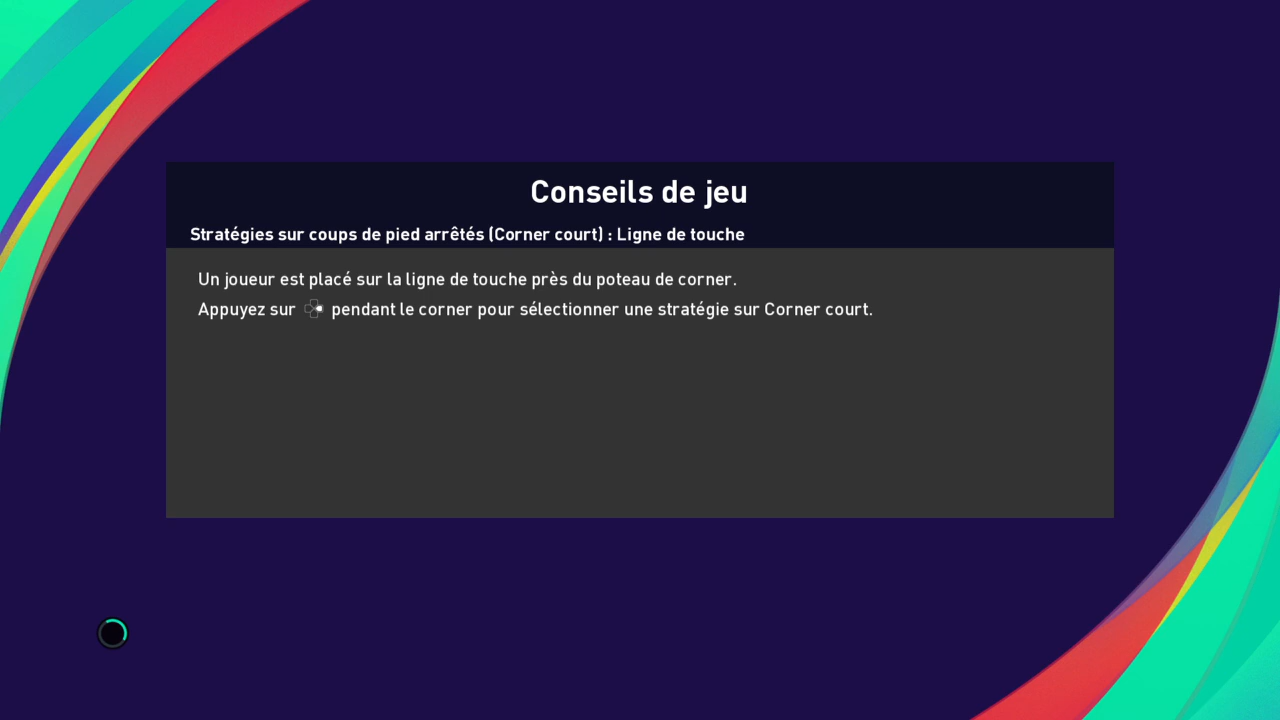 Conseils de jeu
Stratégies sur coups de pied arrêtés (Corner court) : Ligne de touche
Un joueur est placé sur la ligne de touche près du poteau de corner.
Appuyez sur pendant le corner pour sélectionner une stratégie sur Corner court.